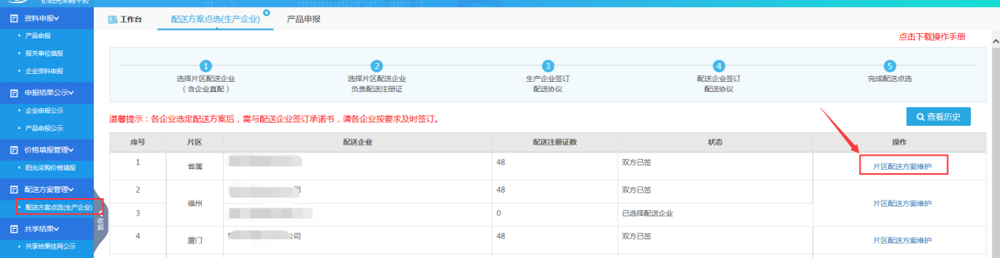 价阳光采购平台
资料申报
• 产品申报
• 报关单位填报
• 企业资料申报
申报结果公示
• 企业申报公示
• 产品申报公示
价格填报管理
• 阳光采购价格填报
配送方案管理
• 配送方案点选(生产企业)
共享结果
• 共享结果挂网公示
收起
工作台 配送方案点选(生产企业) 产品申报
点击下载操作手册
1 2 3 4 5
选择片区配送企业 选择片区配送企业 生产企业签订 配送企业签订 完成配送点选
(含企业直配) 负责配送注册证 配送协议 配送协议
温馨提示:各企业选定配送方案后,需与配送企业签订承诺书,请各企业按要求及时签订。
查看历史
序号 片区 配送企业 配送注册证数 状态 操作
1 省属 48 双方已签 片区配送方案维护
2 福州 司 48 双方已签 片区配送方案维护
3 0 已选择配送企业
4 厦门 公司 48 双方已签 片区配送方案维护